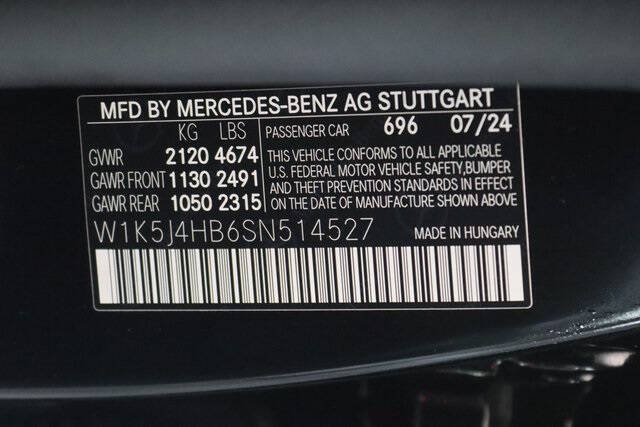 MFD BY MERCEDES-BENZ AG STUTTGART
KG LBS
GVWR 2120 4674
GAWR FRONT 1130 2491
GAWR REAR 1050 2315
PASSENGER CAR 696 07/24
THIS VEHICLE CONFORMS TO ALL APPLICABLE
U.S. FEDERAL MOTOR VEHICLE SAFETY,BUMPER
AND THEFT PREVENTION STANDARDS IN EFFECT
ON THE DATE OF MANUFACTURE SHOWN ABOVE
W1K5J4HB6SN514527 MADE IN HUNGARY